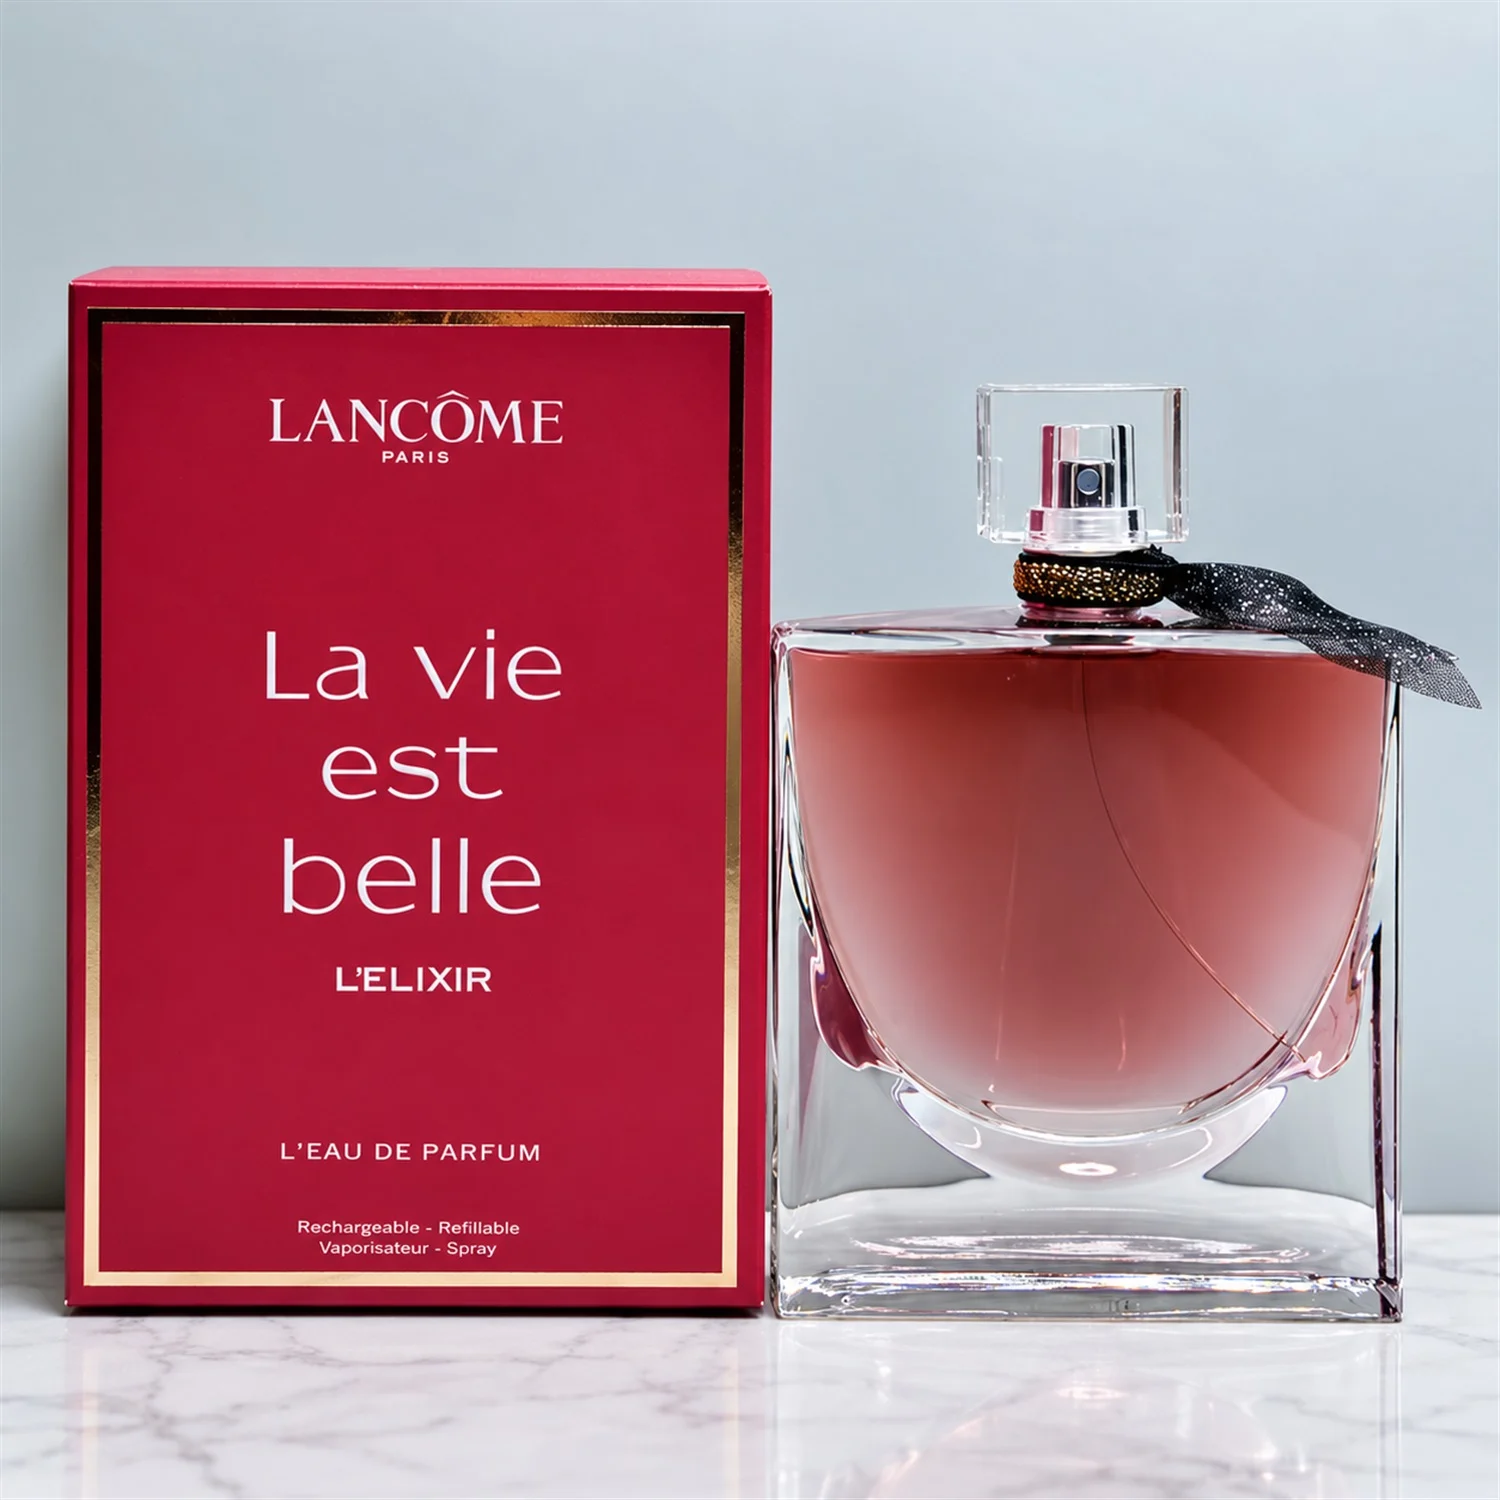 LANCÔME
PARIS
La vie
est
belle
L'ELIXIR
L'EAU DE PARFUM
Rechargeable - Refillable
Vaporisateur - Spray